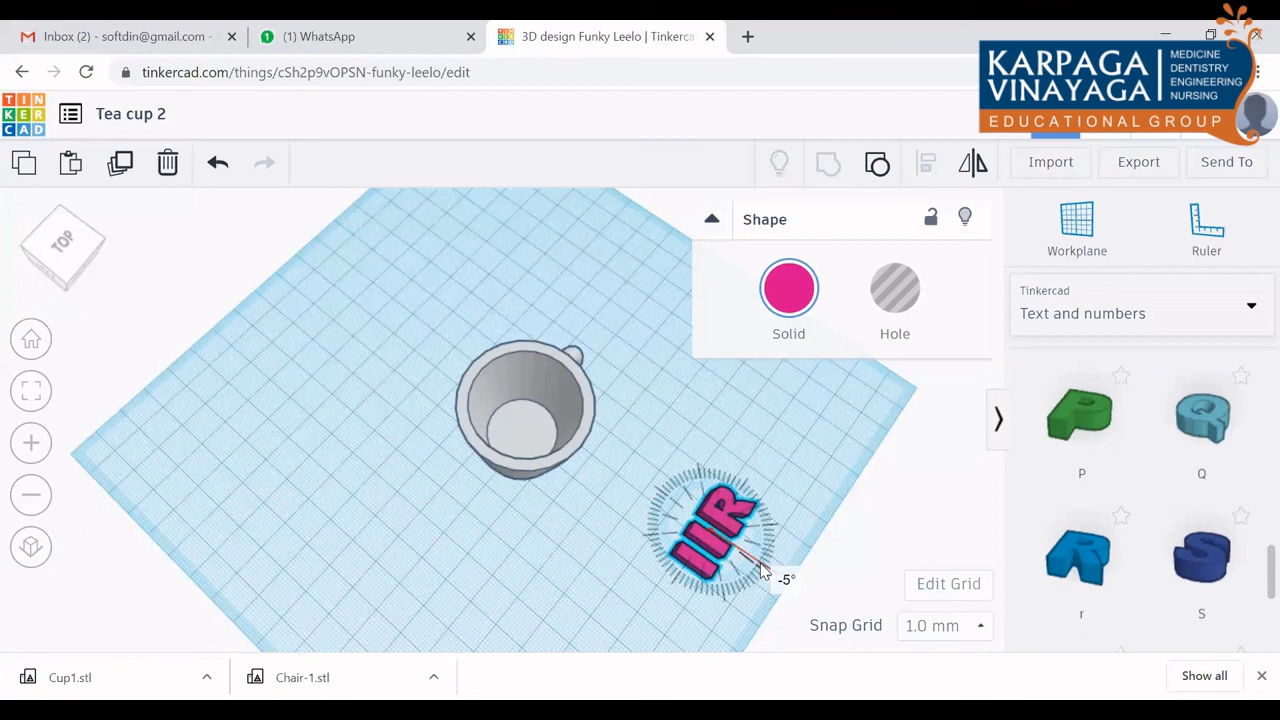 Inbox (2) - softdin@gmail.com -
(1) WhatsApp
3D design Funky Leelo | Tinkerca
tinkercad.com/things/cSh2p9vOPSN-funky-leelo/edit
KARPAGA
VINAYAGA
MEDICINE
DENTISTRY
ENGINEERING
NURSING
EDUCATIONAL GROUP
TIN
KER
CAD
Tea cup 2
Import
Export
Send To
TOP
Shape
Solid
Hole
Workplane
Ruler
Tinkercad
Text and numbers
P
Q
R
S
P
Q
r
S
IIIR
-5°
Edit Grid
Snap Grid
1.0 mm
Cup1.stl
Chair-1.stl
Show all